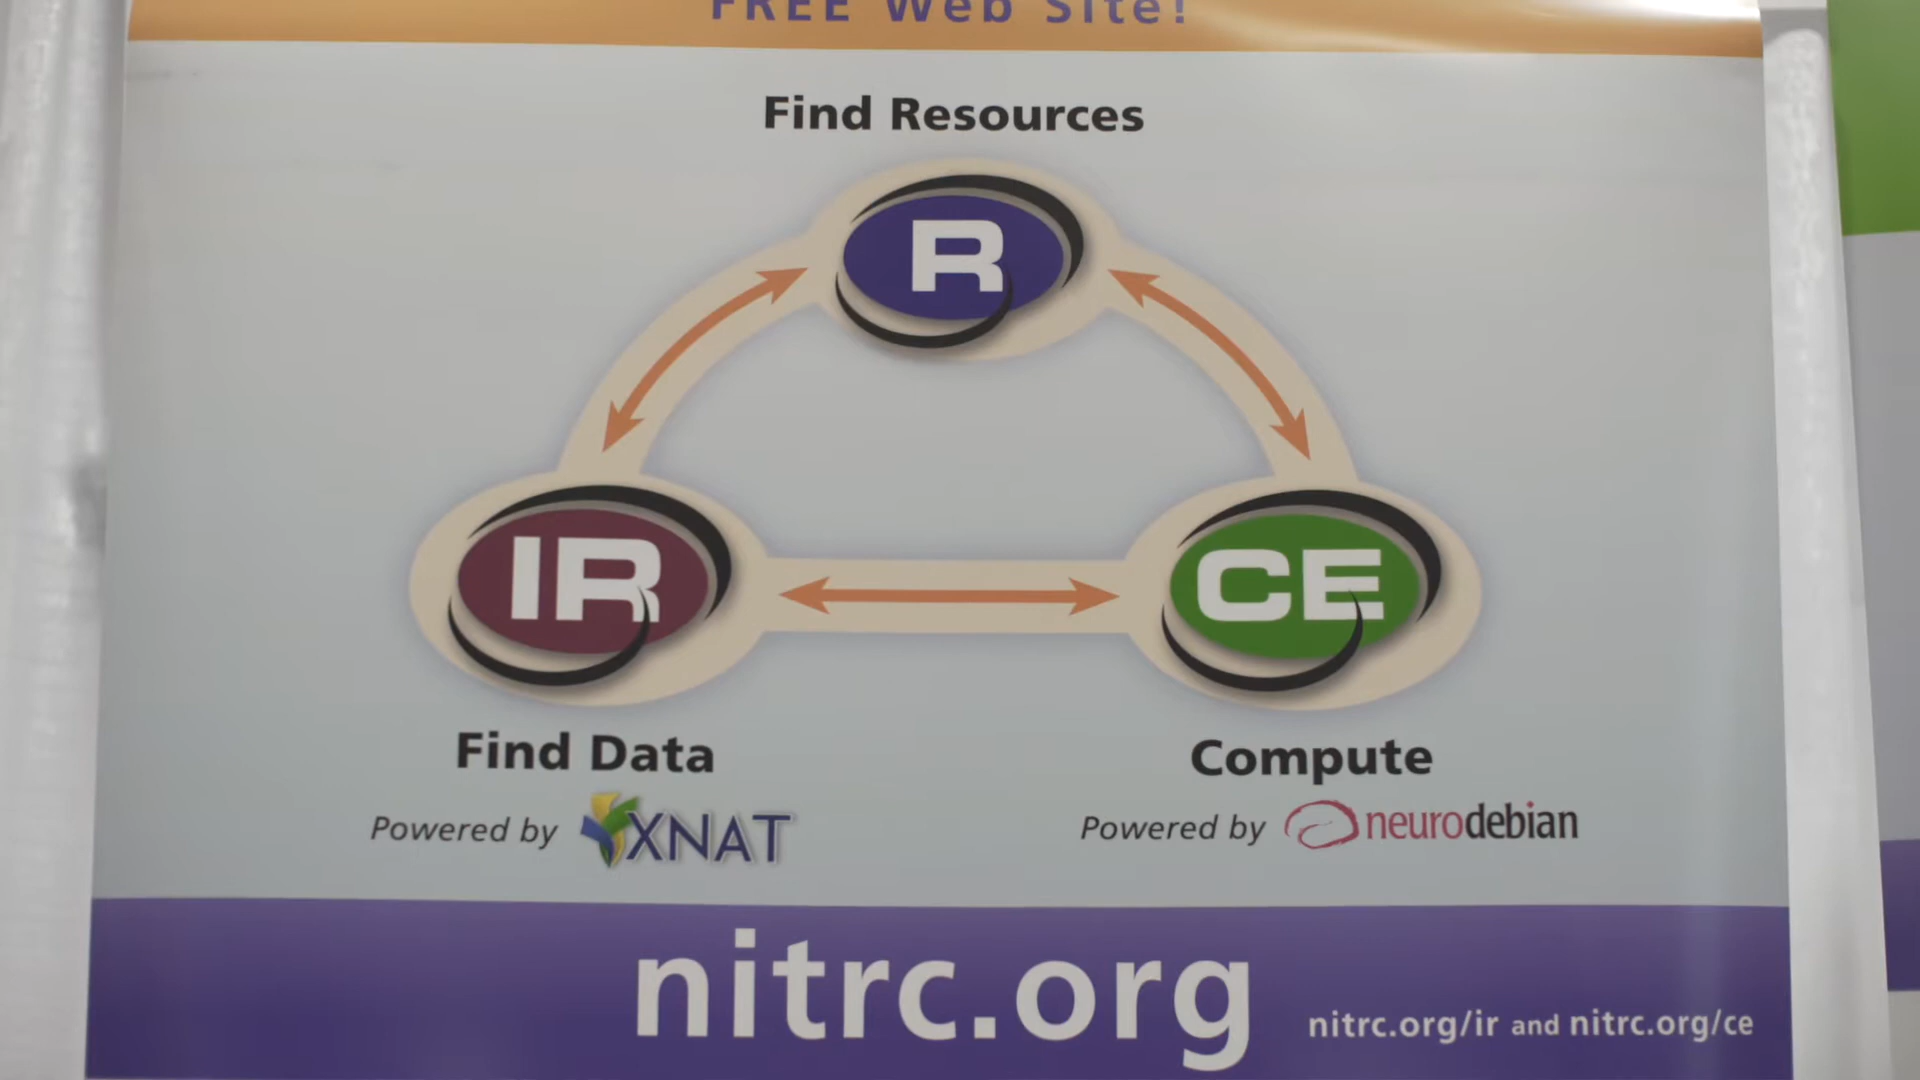 FREE Web Site!
Find Resources
R
IR
CE
Find Data
Compute
Powered by XNAT
Powered by neurodebian
nitrc.org
nitrc.org/ir and nitrc.org/ce